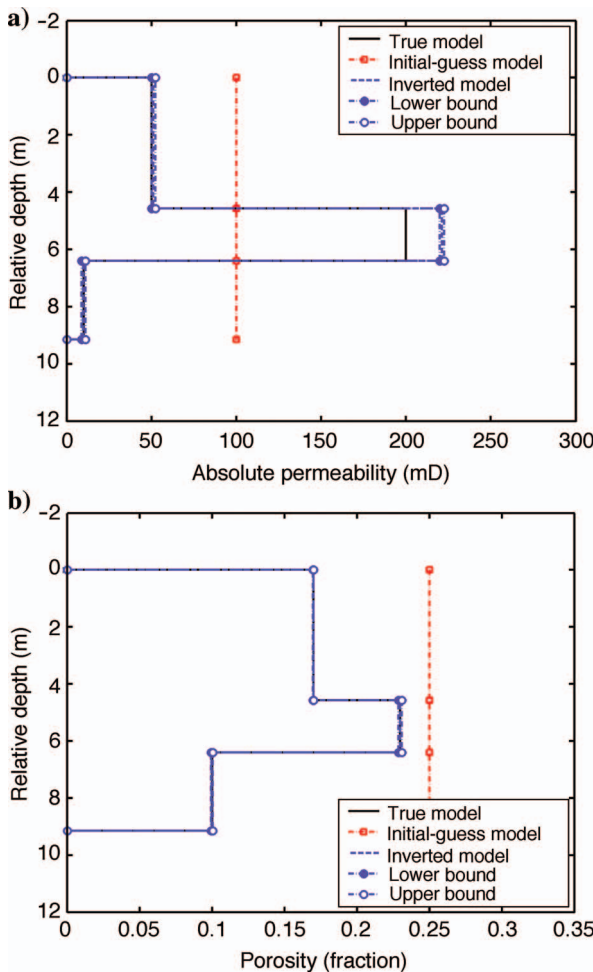 a)
–2
0
2
4
6
8
10
12
Relative depth (m)
True model
Initial-guess model
Inverted model
Lower bound
Upper bound
0 50 100 150 200 250 300
Absolute permeability (mD)
b)
–2
0
2
4
6
8
10
12
Relative depth (m)
True model
Initial-guess model
Inverted model
Lower bound
Upper bound
0 0.05 0.1 0.15 0.2 0.25 0.3 0.35
Porosity (fraction)